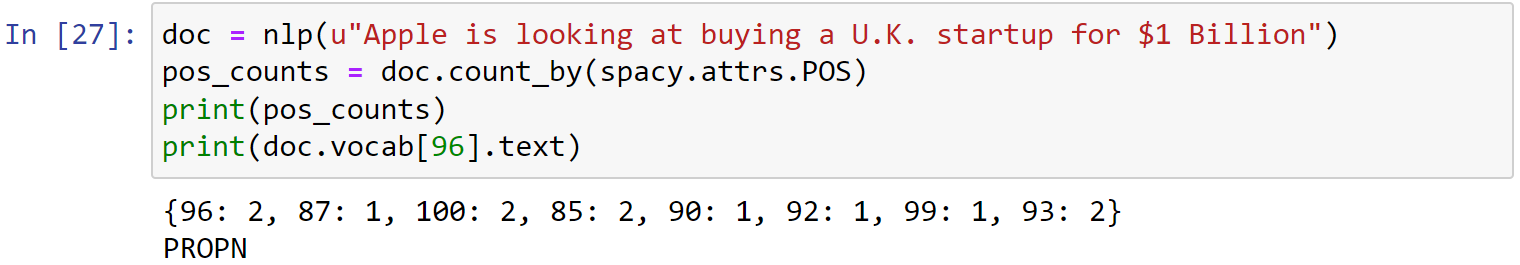 In [27]: doc = nlp(u"Apple is looking at buying a U.K. startup for $1 Billion")
pos_counts = doc.count_by(spacy.attrs.POS)
print(pos_counts)
print(doc.vocab[96].text)
{96: 2, 87: 1, 100: 2, 85: 2, 90: 1, 92: 1, 99: 1, 93: 2}
PROPN